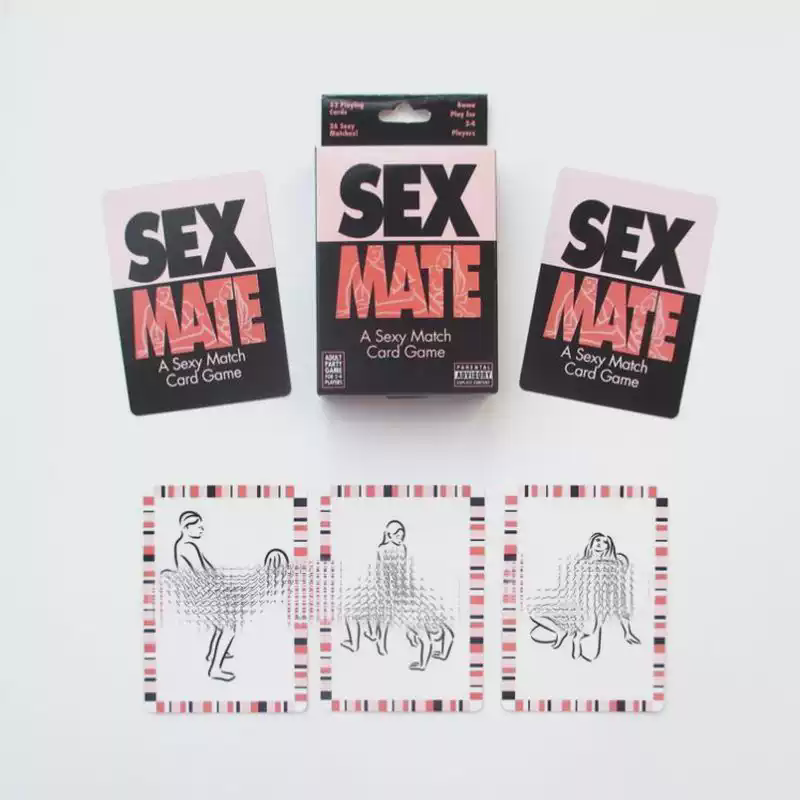 52 Playing
Cards
26 Sexy
Matches!
Game
Play for
2-4
Players
SEX
MATE
A Sexy Match
Card Game
SEX
MATE
A Sexy Match
Card Game
ADULT
PARTY
GAME
FOR 2-4
PLAYERS
PARENTAL
ADVISORY
EXPLICIT CONTENT
SEX
MATE
A Sexy Match
Card Game